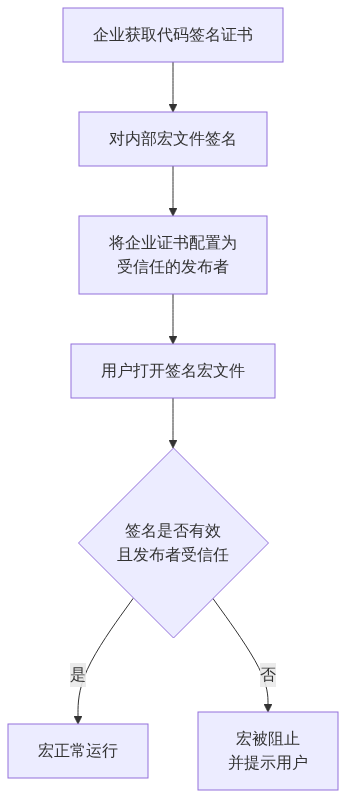 企业获取代码签名证书
对内部宏文件签名
将企业证书配置为
受信任的发布者
用户打开签名宏文件
签名是否有效
且发布者受信任
是
否
宏正常运行
宏被阻止
并提示用户